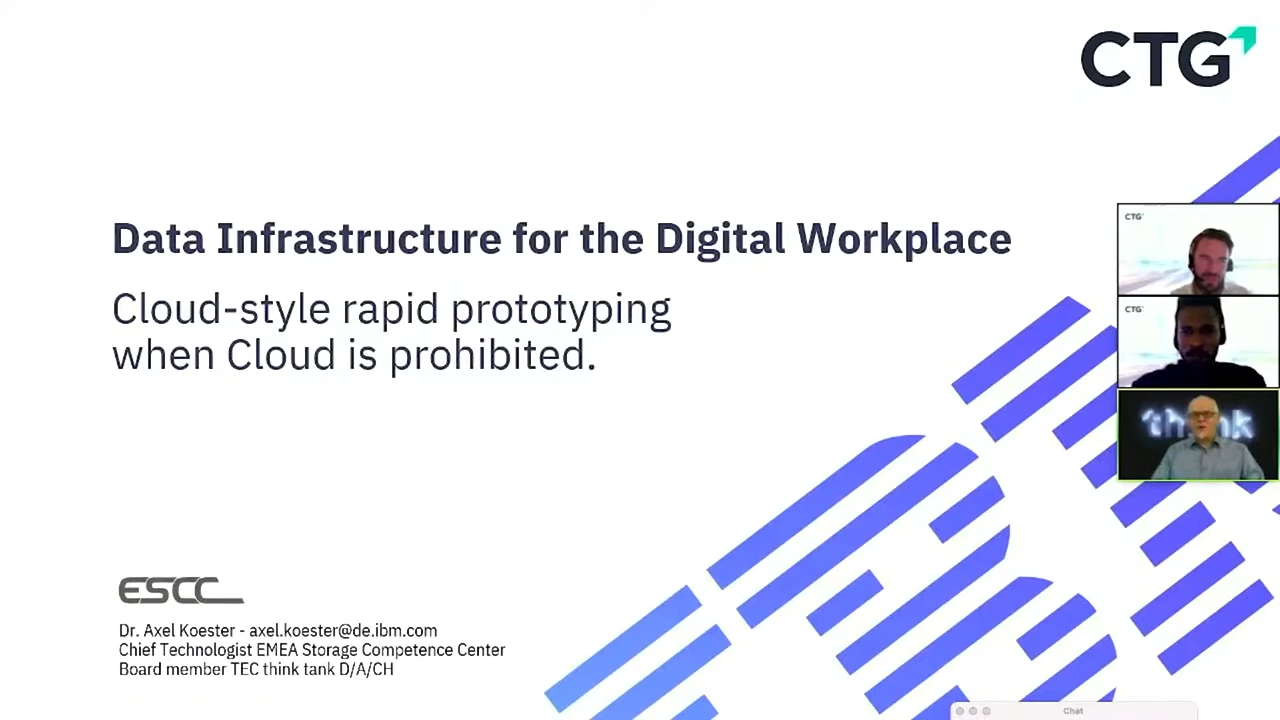 CTG
Data Infrastructure for the Digital Workplace
Cloud-style rapid prototyping
when Cloud is prohibited.
CTG
CTG
think
ESCC
Dr. Axel Koester - axel.koester@de.ibm.com
Chief Technologist EMEA Storage Competence Center
Board member TEC think tank D/A/CH
Chat